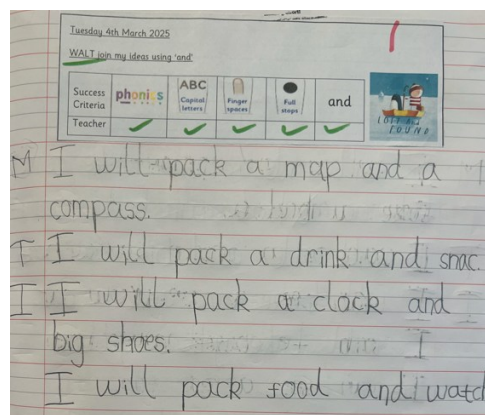 Tuesday 4th March 2025
WALT join my ideas using 'and'
Success Criteria phonics ABC Capital letters Finger spaces Full stops and
Teacher
LOST AND FOUND
M I will pack a map and a
compass.
T I will pack a drink and snac.
I I will pack a clock and
big shoes.
I will pack food and watch